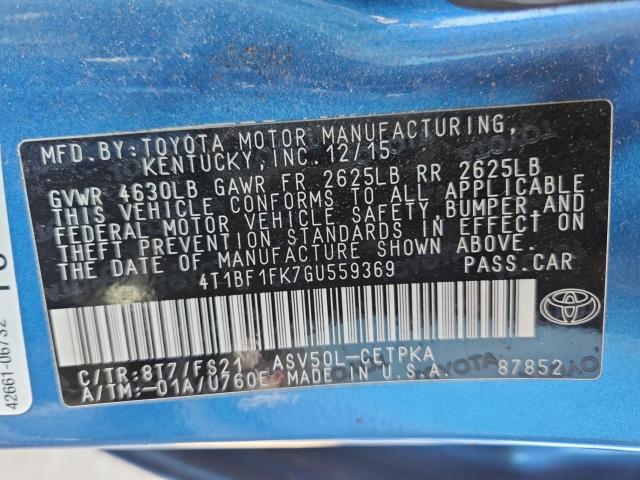 MFD.BY:TOYOTA MOTOR MANUFACTURING,
KENTUCKY,INC.12/15
GVWR 4630LB GAWR FR 2625LB RR 2625LB
THIS VEHICLE CONFORMS TO ALL APPLICABLE
FEDERAL MOTOR VEHICLE SAFETY,BUMPER,AND
THEFT PREVENTION STANDARDS IN EFFECT ON
THE DATE OF MANUFACTURE SHOWN ABOVE.
4T1BF1FK7GU559369 PASS.CAR
C/TR:8T7/FS21 ASV50L-CETPKA
A/TM:-01A/U760E MADE IN U.S.A. 87852
42661-06732